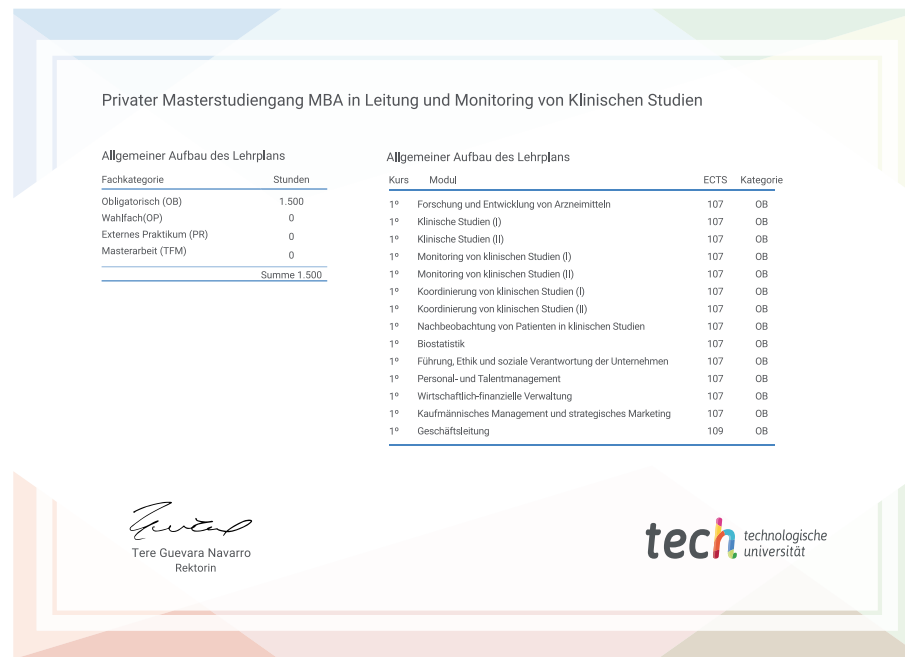 Privater Masterstudiengang MBA in Leitung und Monitoring von Klinischen Studien
Allgemeiner Aufbau des Lehrplans
Fachkategorie Stunden
Obligatorisch (OB) 1.500
Wahlfach(OP) 0
Externes Praktikum (PR) 0
Masterarbeit (TFM) 0
Summe 1.500
Allgemeiner Aufbau des Lehrplans
Kurs Modul ECTS Kategorie
1º Forschung und Entwicklung von Arzneimitteln 107 OB
1º Klinische Studien (I) 107 OB
1º Klinische Studien (II) 107 OB
1º Monitoring von klinischen Studien (I) 107 OB
1º Monitoring von klinischen Studien (II) 107 OB
1º Koordinierung von klinischen Studien (I) 107 OB
1º Koordinierung von klinischen Studien (II) 107 OB
1º Nachbeobachtung von Patienten in klinischen Studien 107 OB
1º Biostatistik 107 OB
1º Führung, Ethik und soziale Verantwortung der Unternehmen 107 OB
1º Personal- und Talentmanagement 107 OB
1º Wirtschaftlich-finanzielle Verwaltung 107 OB
1º Kaufmännisches Management und strategisches Marketing 107 OB
1º Geschäftsleitung 109 OB
Tere Guevara Navarro
Rektorin
tech technologische
universität